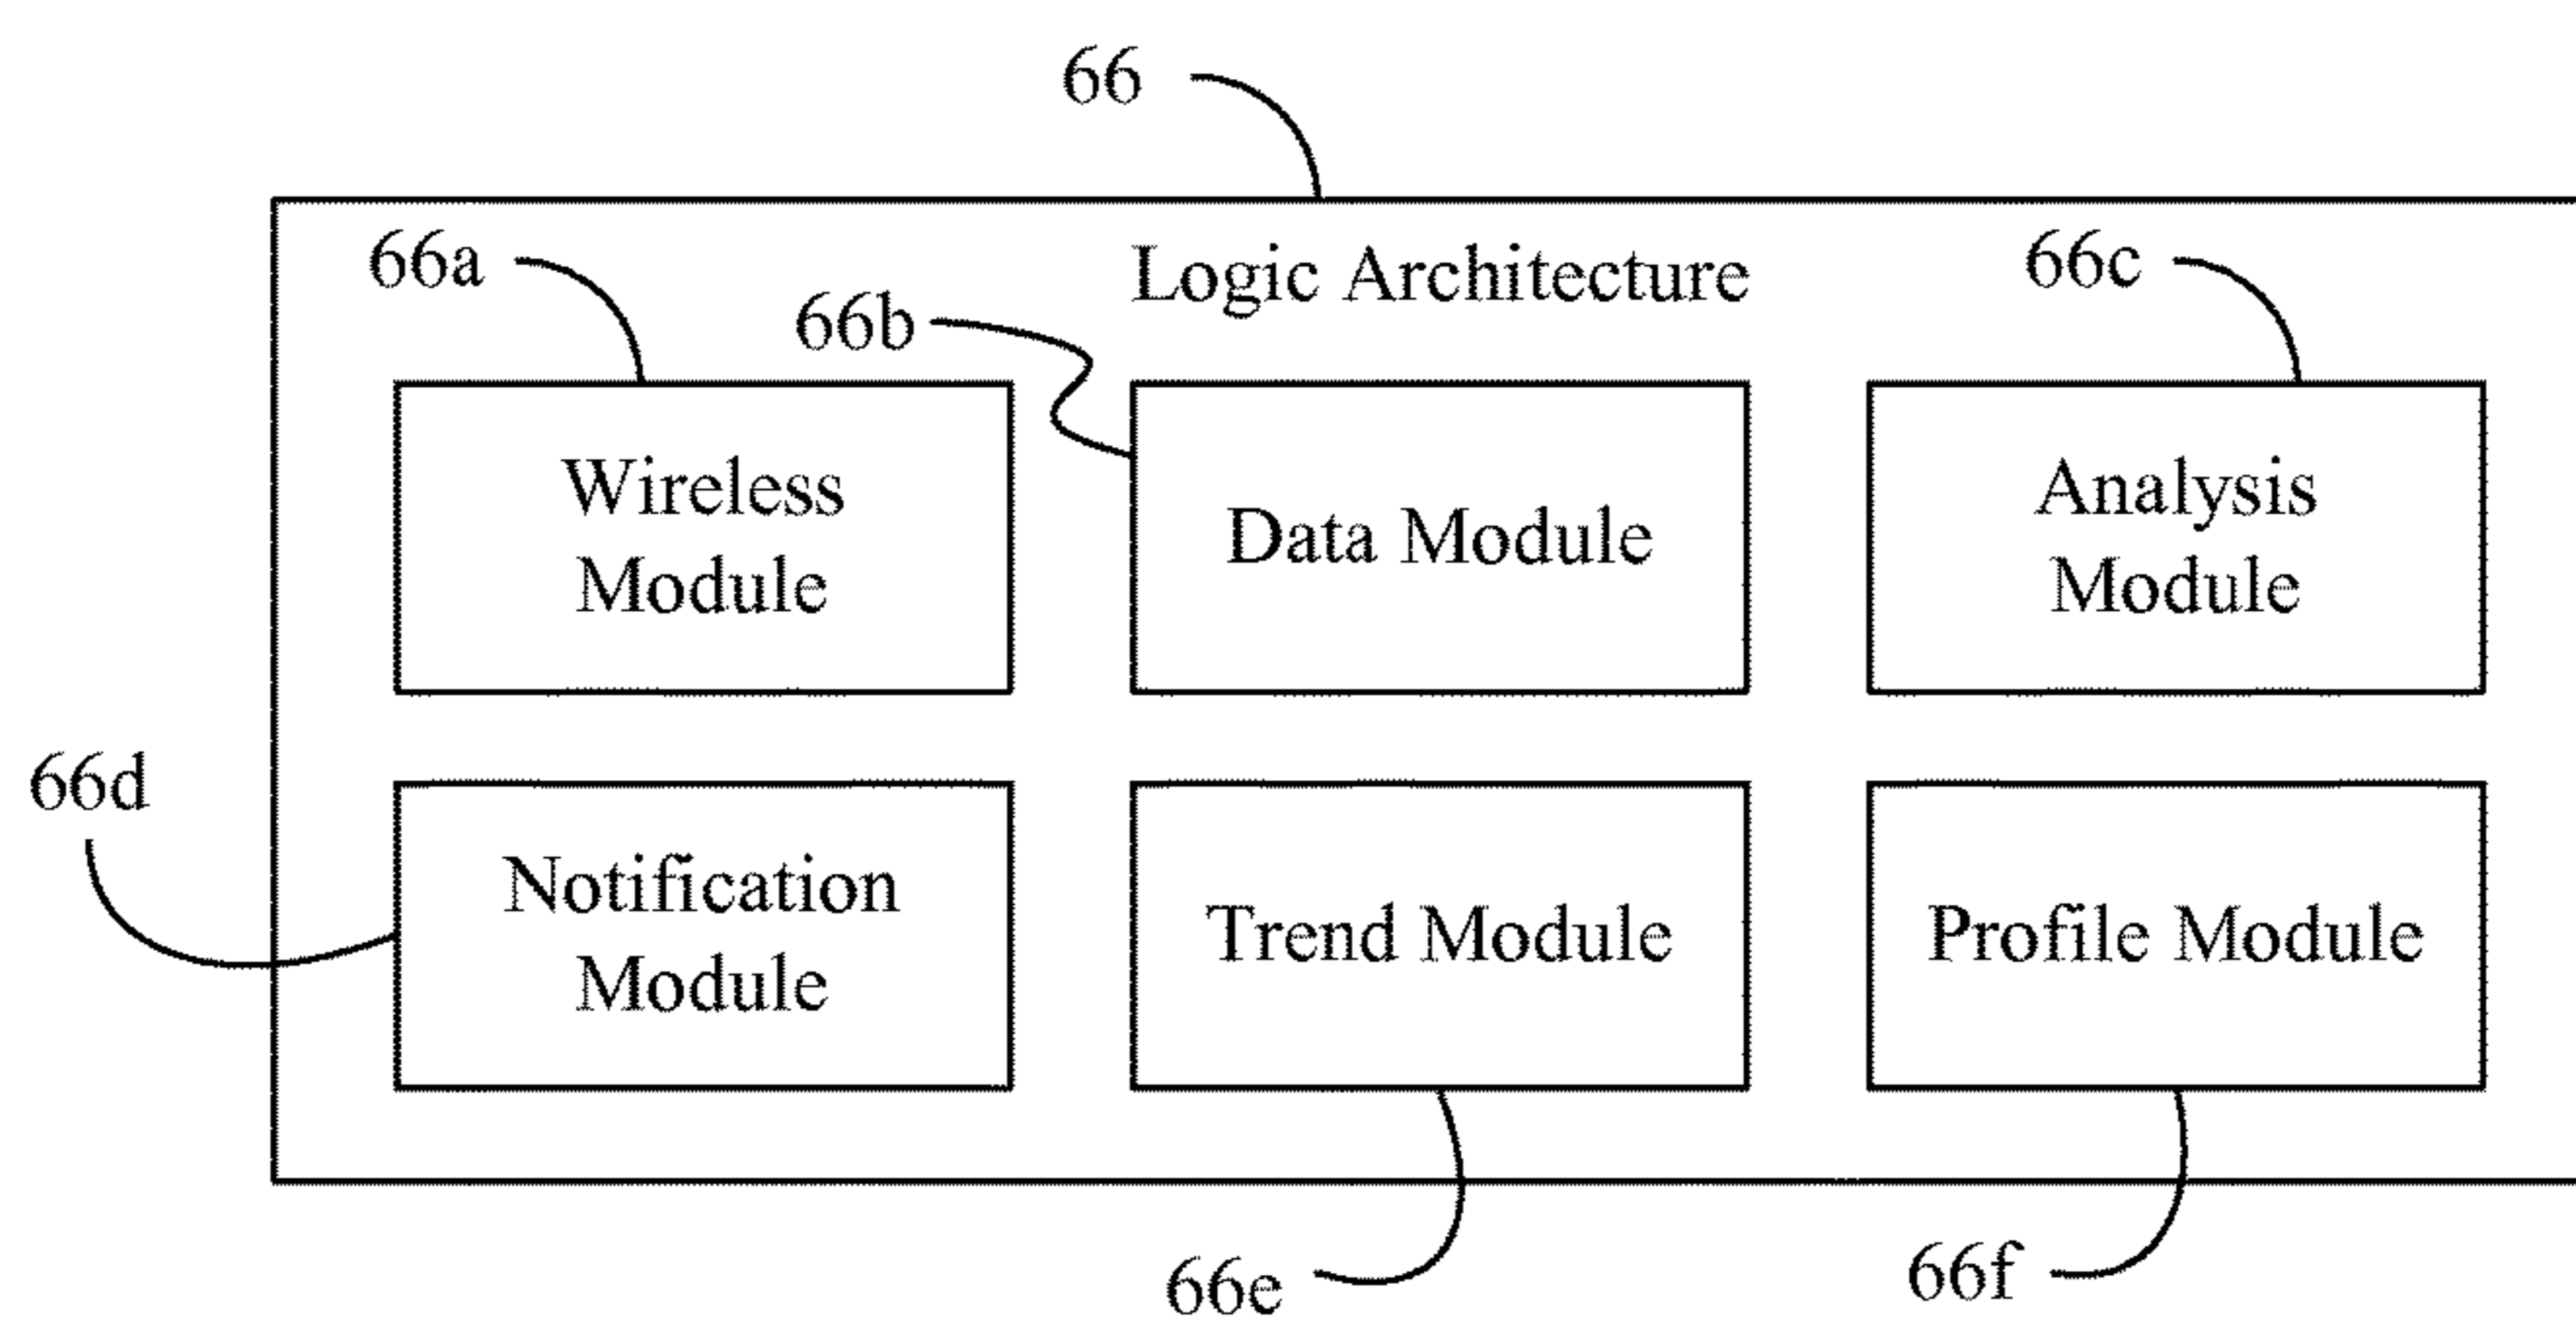 66
Logic Architecture
66a
66b
66c
Wireless
Module
Data Module
Analysis
Module
66d
Notification
Module
Trend Module
Profile Module
66e
66f